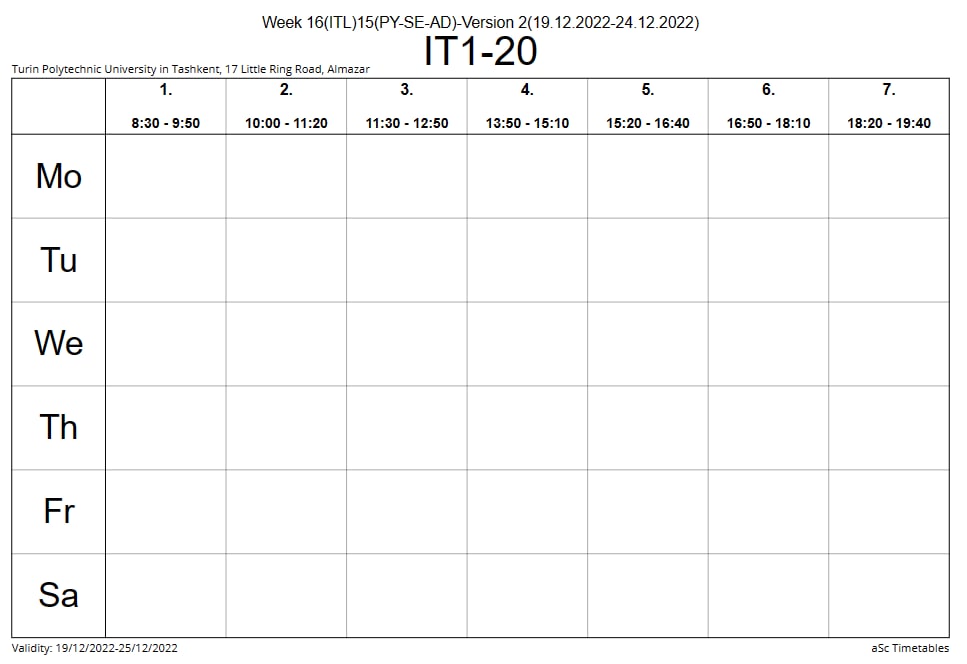 Week 16(ITL)15(PY-SE-AD)-Version 2(19.12.2022-24.12.2022)
IT1-20
Turin Polytechnic University in Tashkent, 17 Little Ring Road, Almazar
1. 2. 3. 4. 5. 6. 7.
8:30 - 9:50 10:00 - 11:20 11:30 - 12:50 13:50 - 15:10 15:20 - 16:40 16:50 - 18:10 18:20 - 19:40
Mo
Tu
We
Th
Fr
Sa
Validity: 19/12/2022-25/12/2022 aSc Timetables